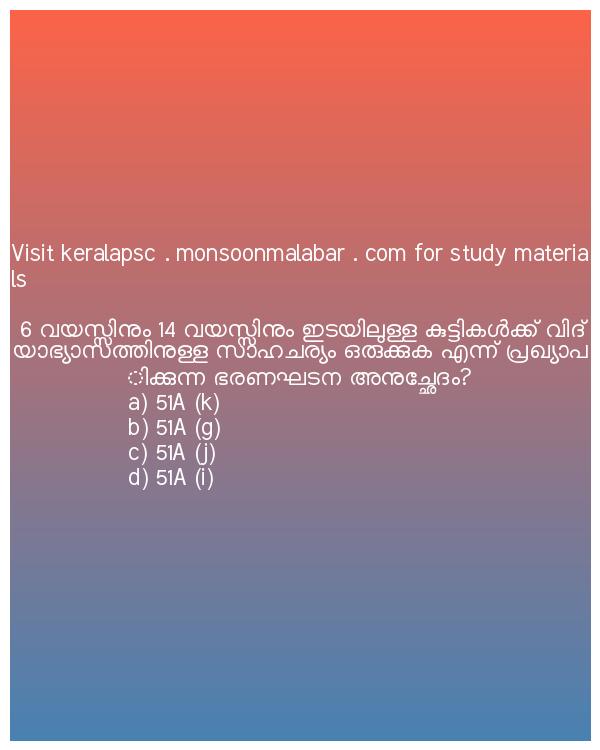 Visit keralapsc . monsoonmalabar . com for study materia
ls
6 വയസ്സിനും 14 വയസ്സിനും ഇടയിലുള്ള കുട്ടികൾക്ക് വിദ്
യാഭ്യാസത്തിനുള്ള സാഹചര്യം ഒരുക്കുക എന്ന് പ്രഖ്യാപ
ിക്കുന്ന ഭരണഘടന അനുച്ഛേദം?
a) 51A (k)
b) 51A (g)
c) 51A (j)
d) 51A (i)